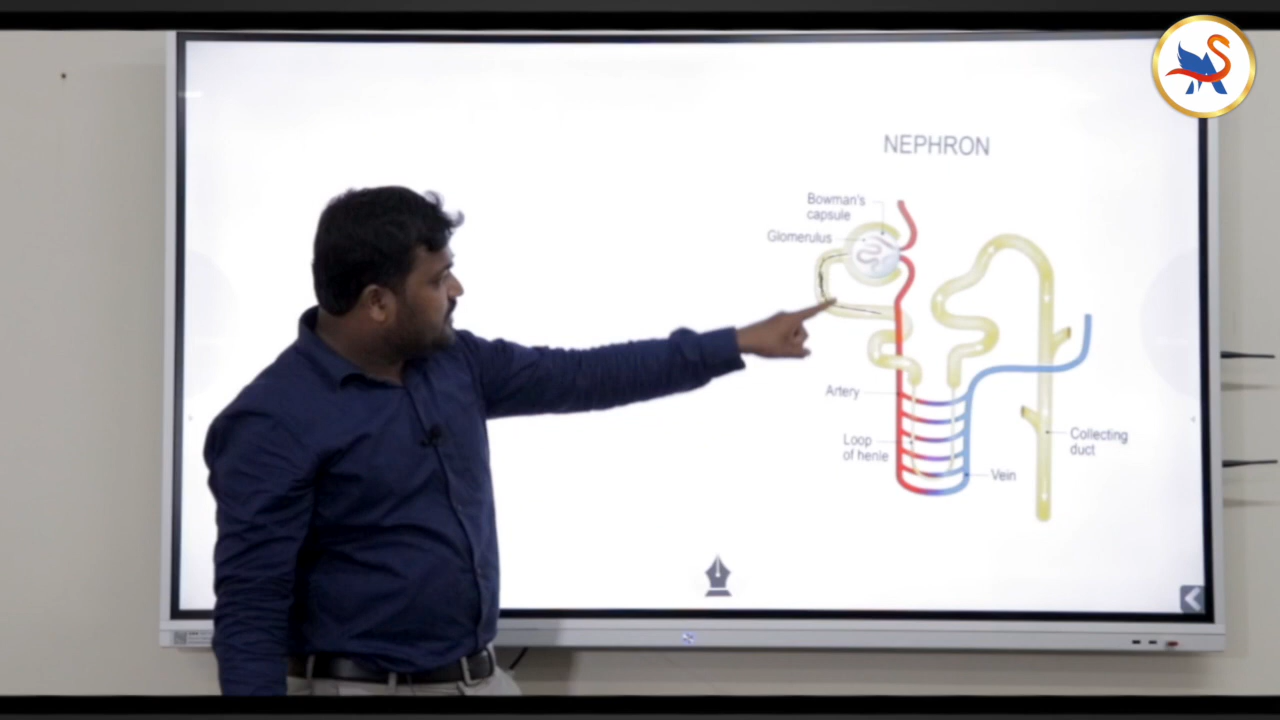 NEPHRON
Bowman's
capsule
Glomerulus
Artery
Loop
of henle
Collecting
duct
Vein